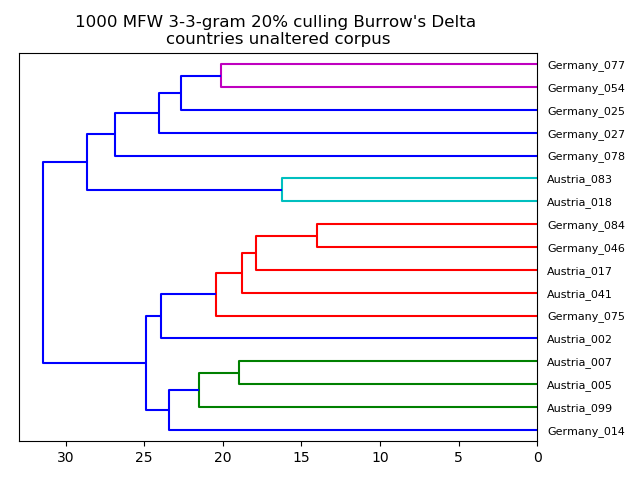 1000 MFW 3-3-gram 20% culling Burrow's Delta
countries unaltered corpus
Germany_077
Germany_054
Germany_025
Germany_027
Germany_078
Austria_083
Austria_018
Germany_084
Germany_046
Austria_017
Austria_041
Germany_075
Austria_002
Austria_007
Austria_005
Austria_099
Germany_014
30 25 20 15 10 5 0